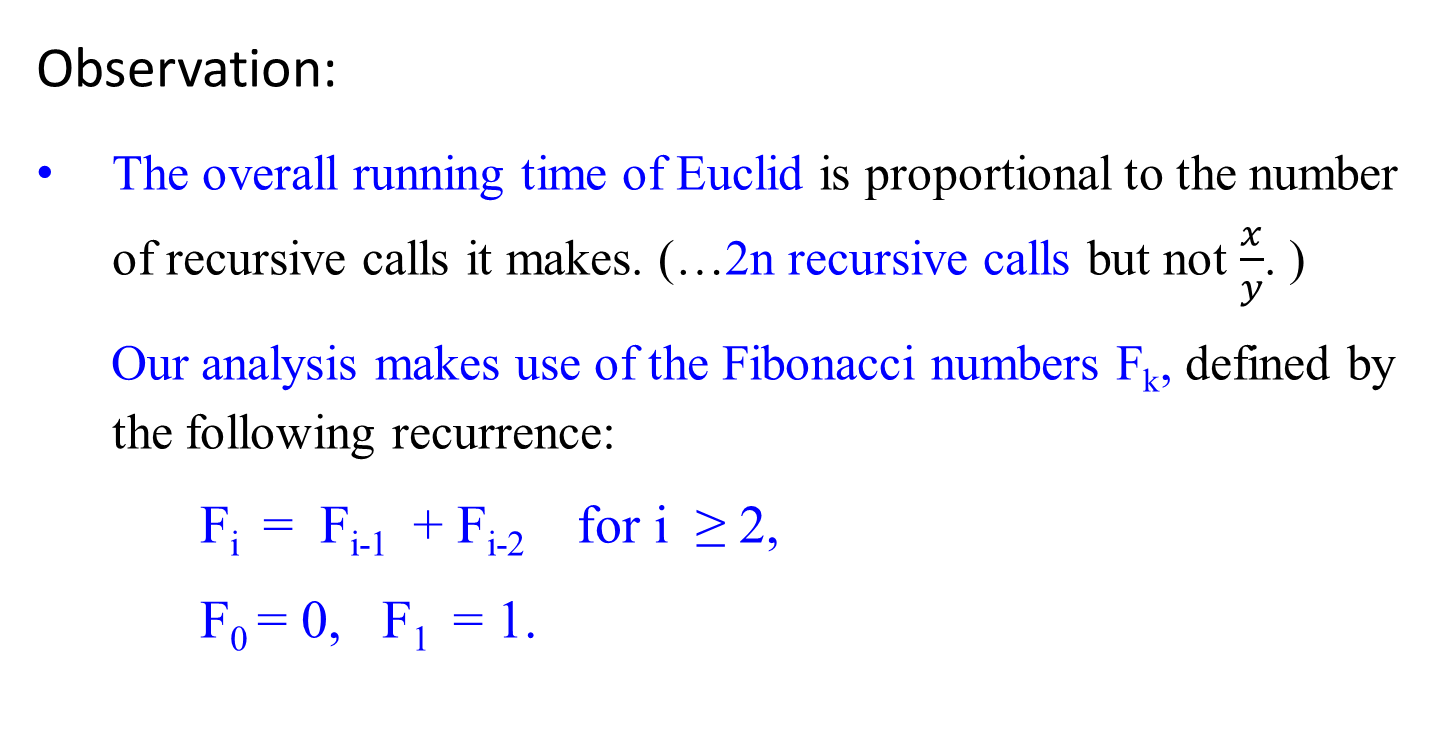 Observation:
• The overall running time of Euclid is proportional to the number
of recursive calls it makes. (…2n recursive calls but not x/y. )
Our analysis makes use of the Fibonacci numbers Fₖ, defined by
the following recurrence:
Fᵢ = Fᵢ₋₁ + Fᵢ₋₂ for i ≥ 2,
F₀ = 0, F₁ = 1.